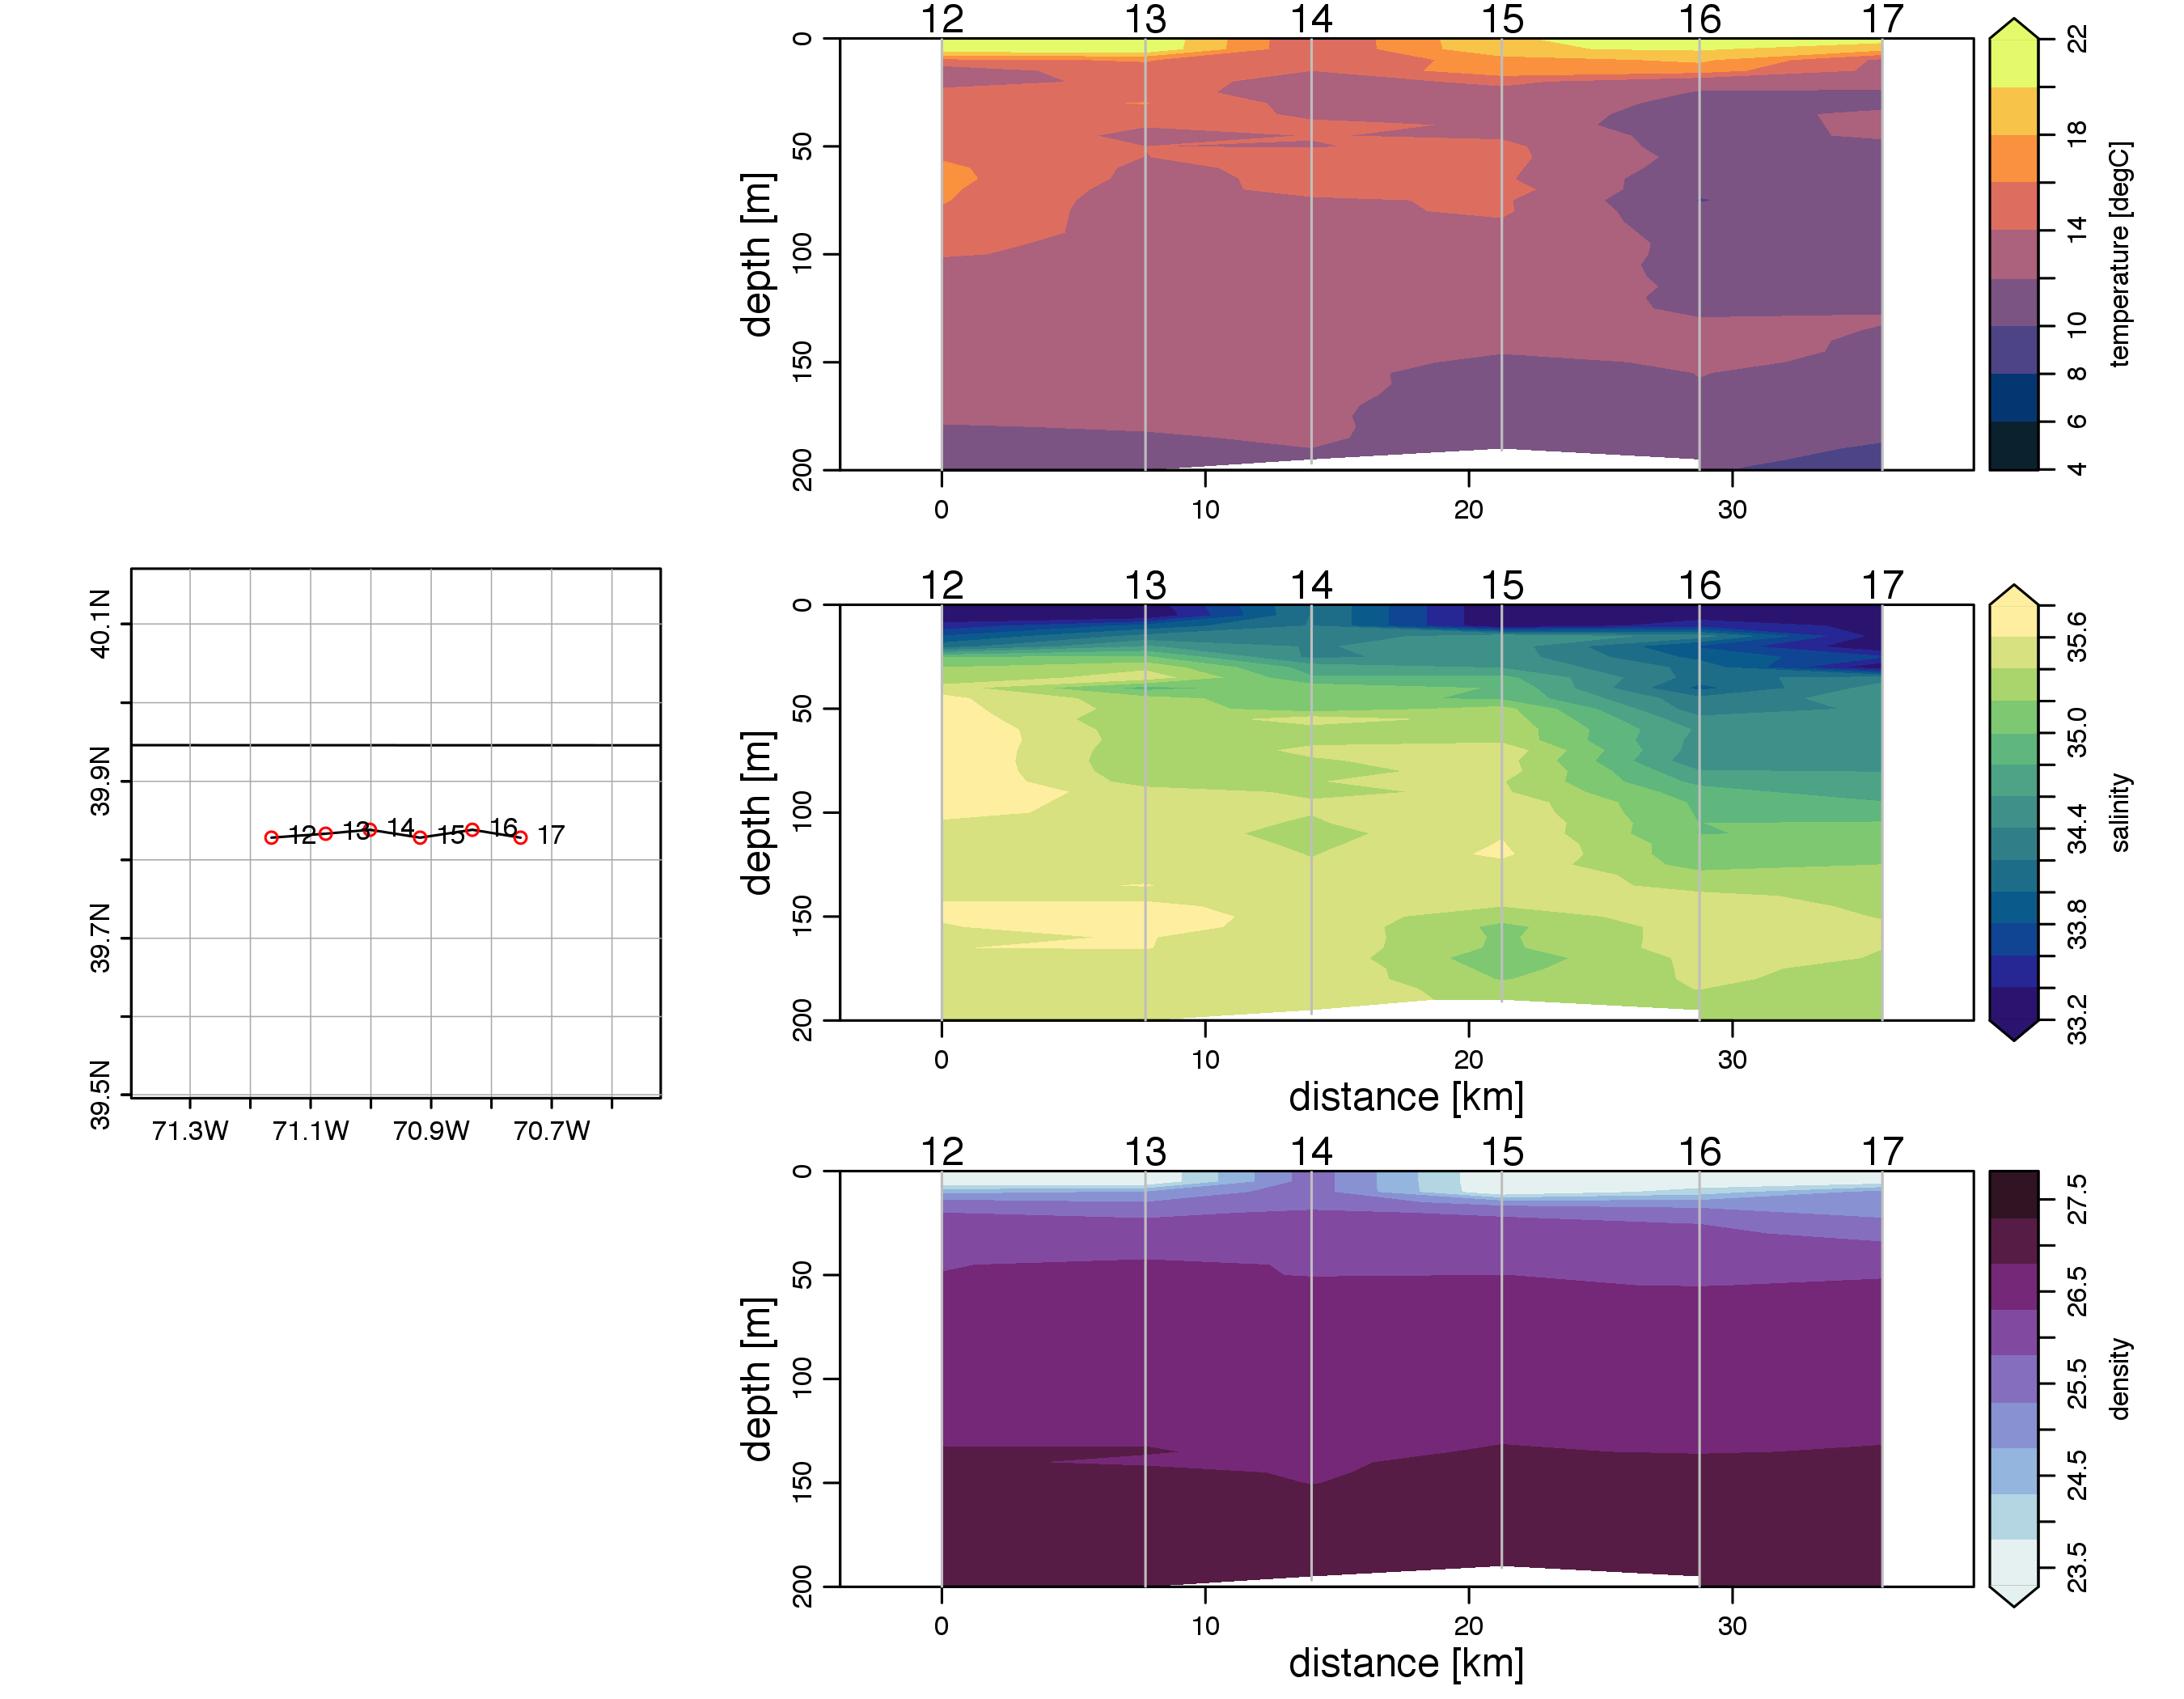 12 13 14 15 16 17
0
50
100
150
200
depth [m]
0 10 20 30
22
18
14
10
8
6
4
temperature [degC]
40.1N
39.9N
39.7N
39.5N
12 13 14 15 16 17
71.3W 71.1W 70.9W 70.7W
12 13 14 15 16 17
0
50
100
150
200
depth [m]
0 10 20 30
distance [km]
35.6
35.0
34.4
33.8
33.2
salinity
12 13 14 15 16 17
0
50
100
150
200
depth [m]
0 10 20 30
distance [km]
27.5
26.5
25.5
24.5
23.5
density